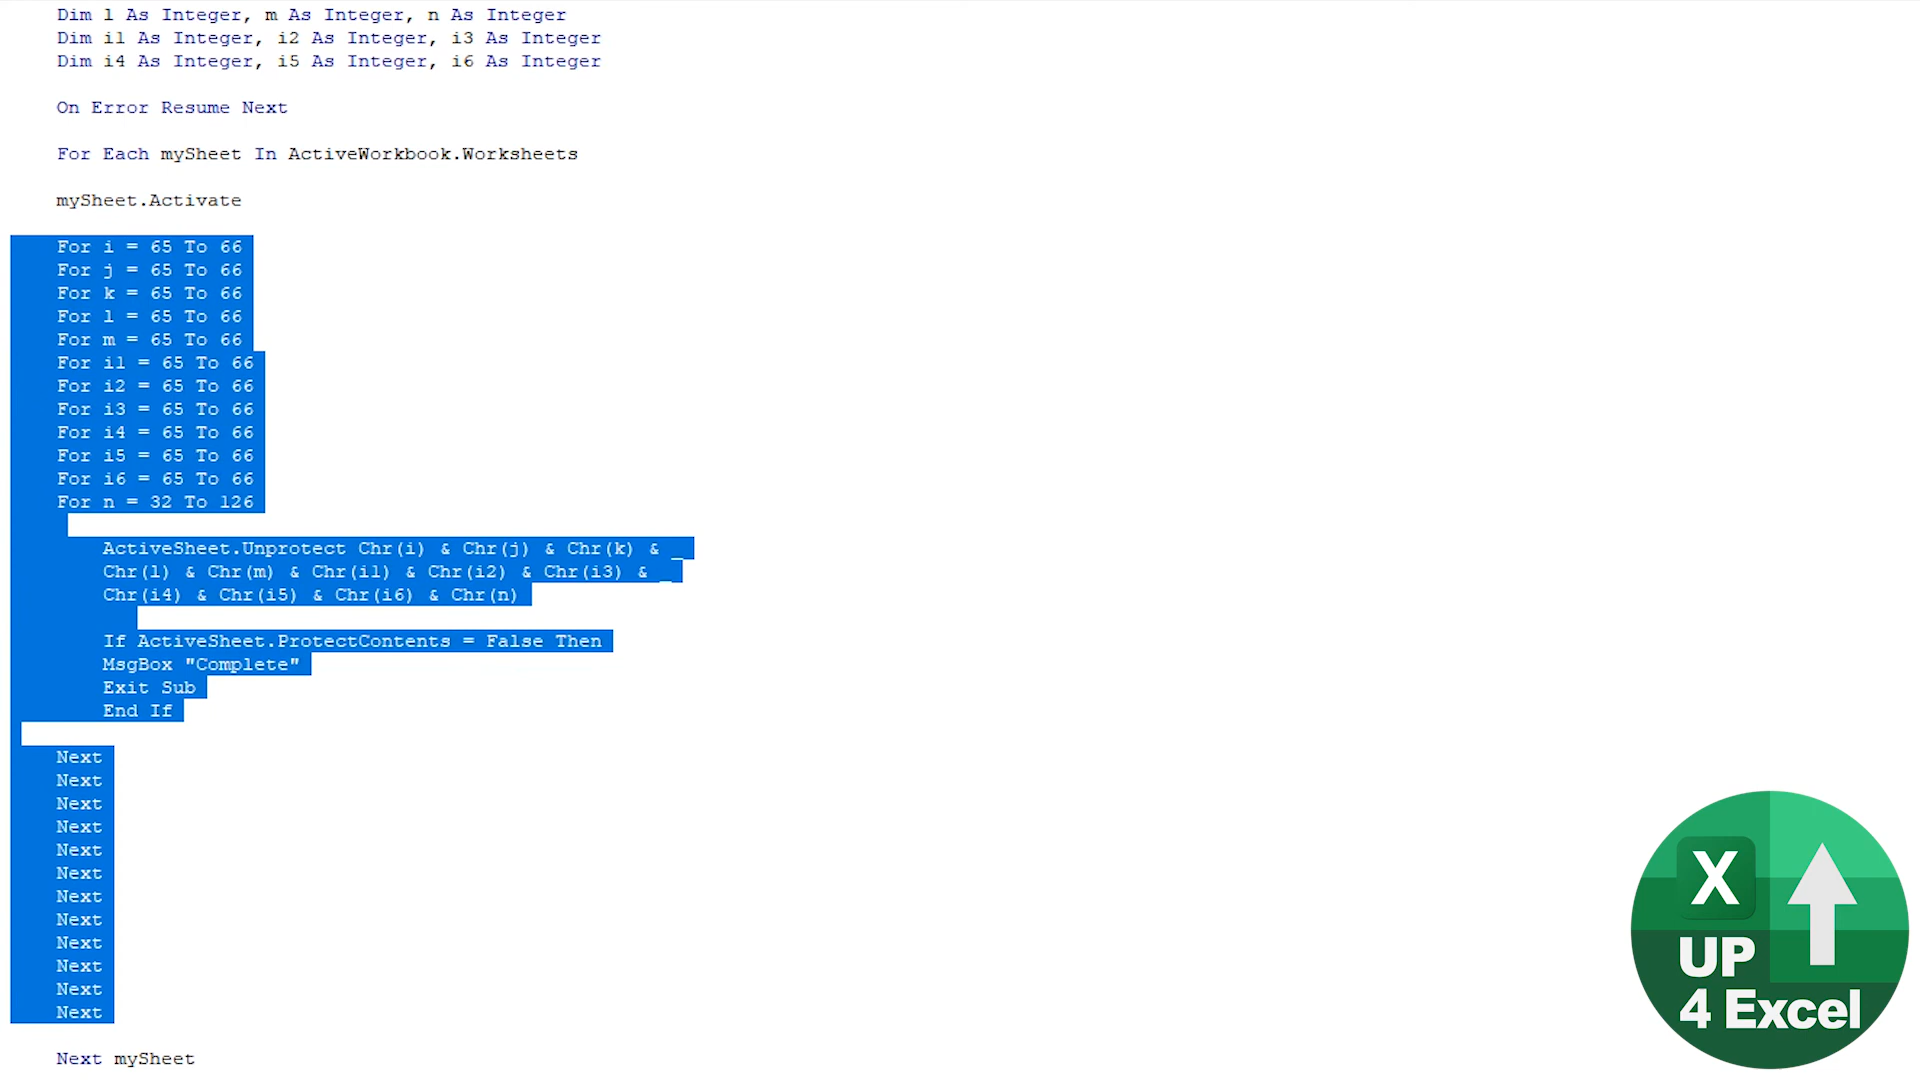 Dim l As Integer, m As Integer, n As Integer
Dim i1 As Integer, i2 As Integer, i3 As Integer
Dim i4 As Integer, i5 As Integer, i6 As Integer
On Error Resume Next
For Each mySheet In ActiveWorkbook.Worksheets
mySheet.Activate
For i = 65 To 66
For j = 65 To 66
For k = 65 To 66
For l = 65 To 66
For m = 65 To 66
For i1 = 65 To 66
For i2 = 65 To 66
For i3 = 65 To 66
For i4 = 65 To 66
For i5 = 65 To 66
For i6 = 65 To 66
For n = 32 To 126
ActiveSheet.Unprotect Chr(i) & Chr(j) & Chr(k) & _
Chr(l) & Chr(m) & Chr(i1) & Chr(i2) & Chr(i3) & _
Chr(i4) & Chr(i5) & Chr(i6) & Chr(n)
If ActiveSheet.ProtectContents = False Then
MsgBox "Complete"
Exit Sub
End If
Next
Next
Next
Next
Next
Next
Next
Next
Next
Next
Next
Next
Next mySheet
X
UP
4 Excel